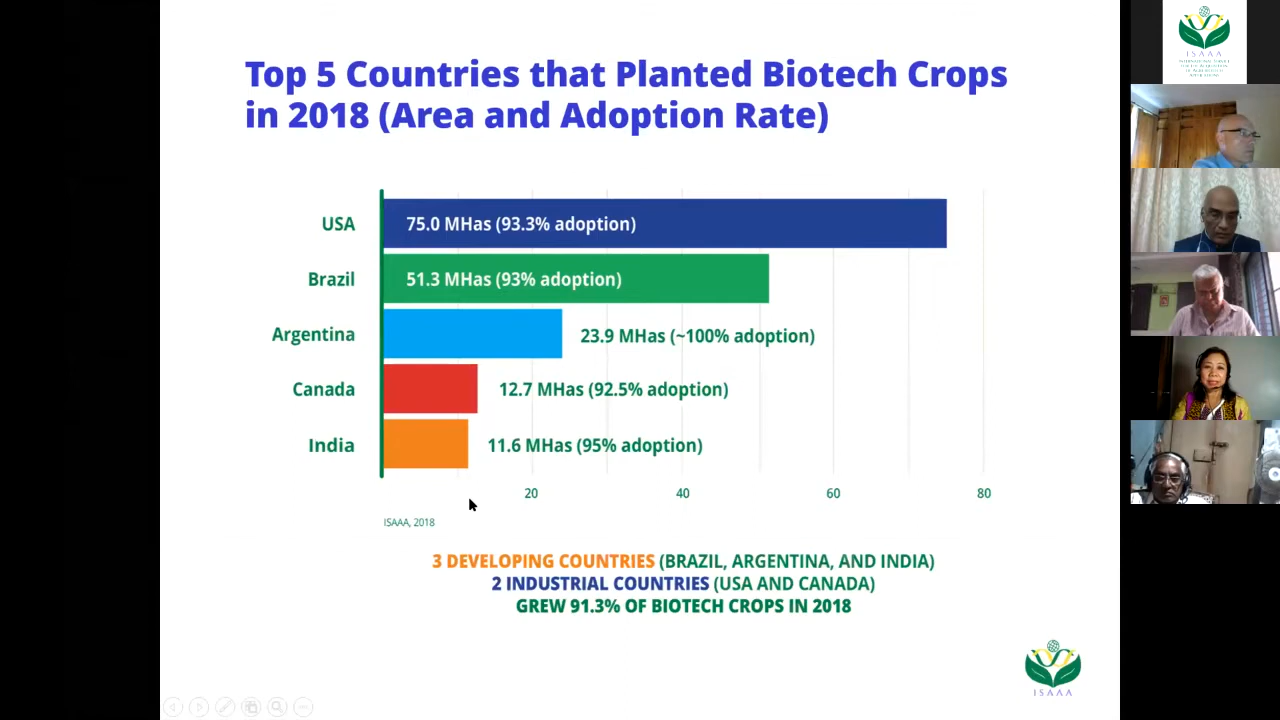 Top 5 Countries that Planted Biotech Crops
in 2018 (Area and Adoption Rate)
USA
75.0 MHas (93.3% adoption)
Brazil
51.3 MHas (93% adoption)
Argentina
23.9 MHas (~100% adoption)
Canada
12.7 MHas (92.5% adoption)
India
11.6 MHas (95% adoption)
20 40 60 80
ISAAA, 2018
3 DEVELOPING COUNTRIES (BRAZIL, ARGENTINA, AND INDIA)
2 INDUSTRIAL COUNTRIES (USA AND CANADA)
GREW 91.3% OF BIOTECH CROPS IN 2018
ISAAA
ISAAA